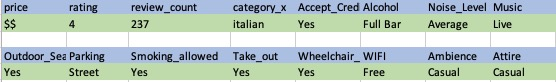 price rating review_count category_x Accept_Cred Alcohol Noise_Level Music
$$ 4 237 italian Yes Full Bar Average Live
Outdoor_Sea Parking Smoking_allowed Take_out Wheelchair_ WIFI Ambience Attire
Yes Street Yes Yes Yes Free Casual Casual